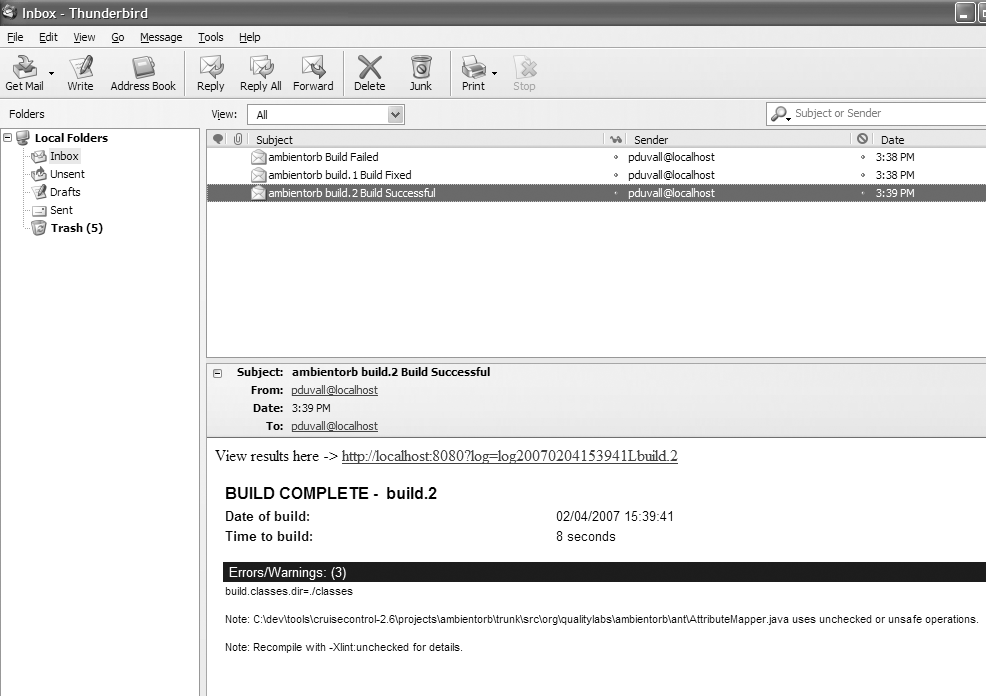 Inbox - Thunderbird
File Edit View Go Message Tools Help
Get Mail Write Address Book Reply Reply All Forward Delete Junk Print Stop
Folders View: All Subject or Sender
Local Folders
Inbox
Unsent
Drafts
Sent
Trash (5)
Subject Sender Date
ambientorb Build Failed pduvall@localhost 3:38 PM
ambientorb build.1 Build Fixed pduvall@localhost 3:38 PM
ambientorb build.2 Build Successful pduvall@localhost 3:39 PM
Subject: ambientorb build.2 Build Successful
From: pduvall@localhost
Date: 3:39 PM
To: pduvall@localhost
View results here -> http://localhost:8080?log=log20070204153941Lbuild.2
BUILD COMPLETE - build.2
Date of build: 02/04/2007 15:39:41
Time to build: 8 seconds
Errors/Warnings: (3)
build.classes.dir=./classes
Note: C:\dev\tools\cruisecontrol-2.6\projects\ambientorb\trunk\src\org\qualitylabs\ambientorb\ant\AttributeMapper.java uses unchecked or unsafe operations.
Note: Recompile with -Xlint:unchecked for details.